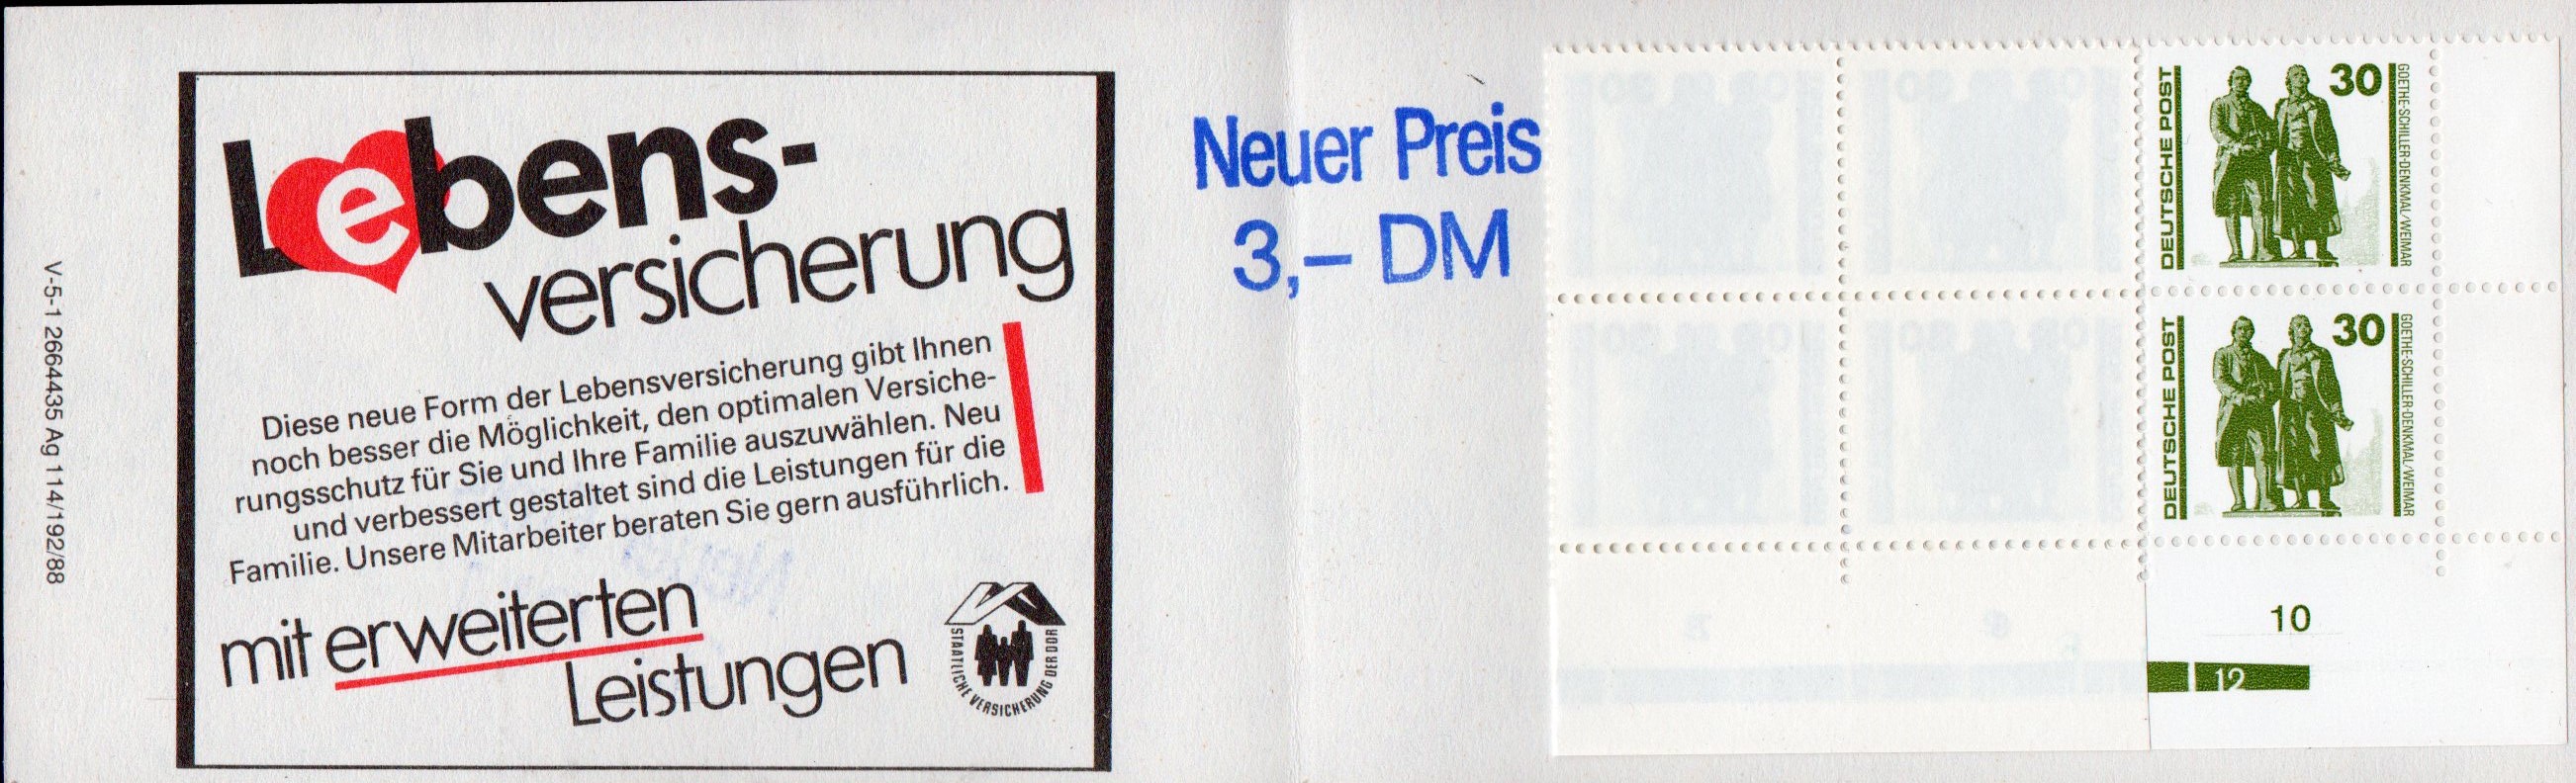 V-5-1 2664435 Ag 114/192/88
Lebens-
versicherung
Diese neue Form der Lebensversicherung gibt Ihnen
noch besser die Möglichkeit, den optimalen Versiche-
rungsschutz für Sie und Ihre Familie auszuwählen. Neu
und verbessert gestaltet sind die Leistungen für die
Familie. Unsere Mitarbeiter beraten Sie gern ausführlich.
mit erweiterten
Leistungen
STAATLICHE VERSICHERUNG DER DDR
Neuer Preis
3,– DM
DEUTSCHE POST
30
GOETHE-SCHILLER-DENKMAL/WEIMAR
DEUTSCHE POST
30
GOETHE-SCHILLER-DENKMAL/WEIMAR
10
12